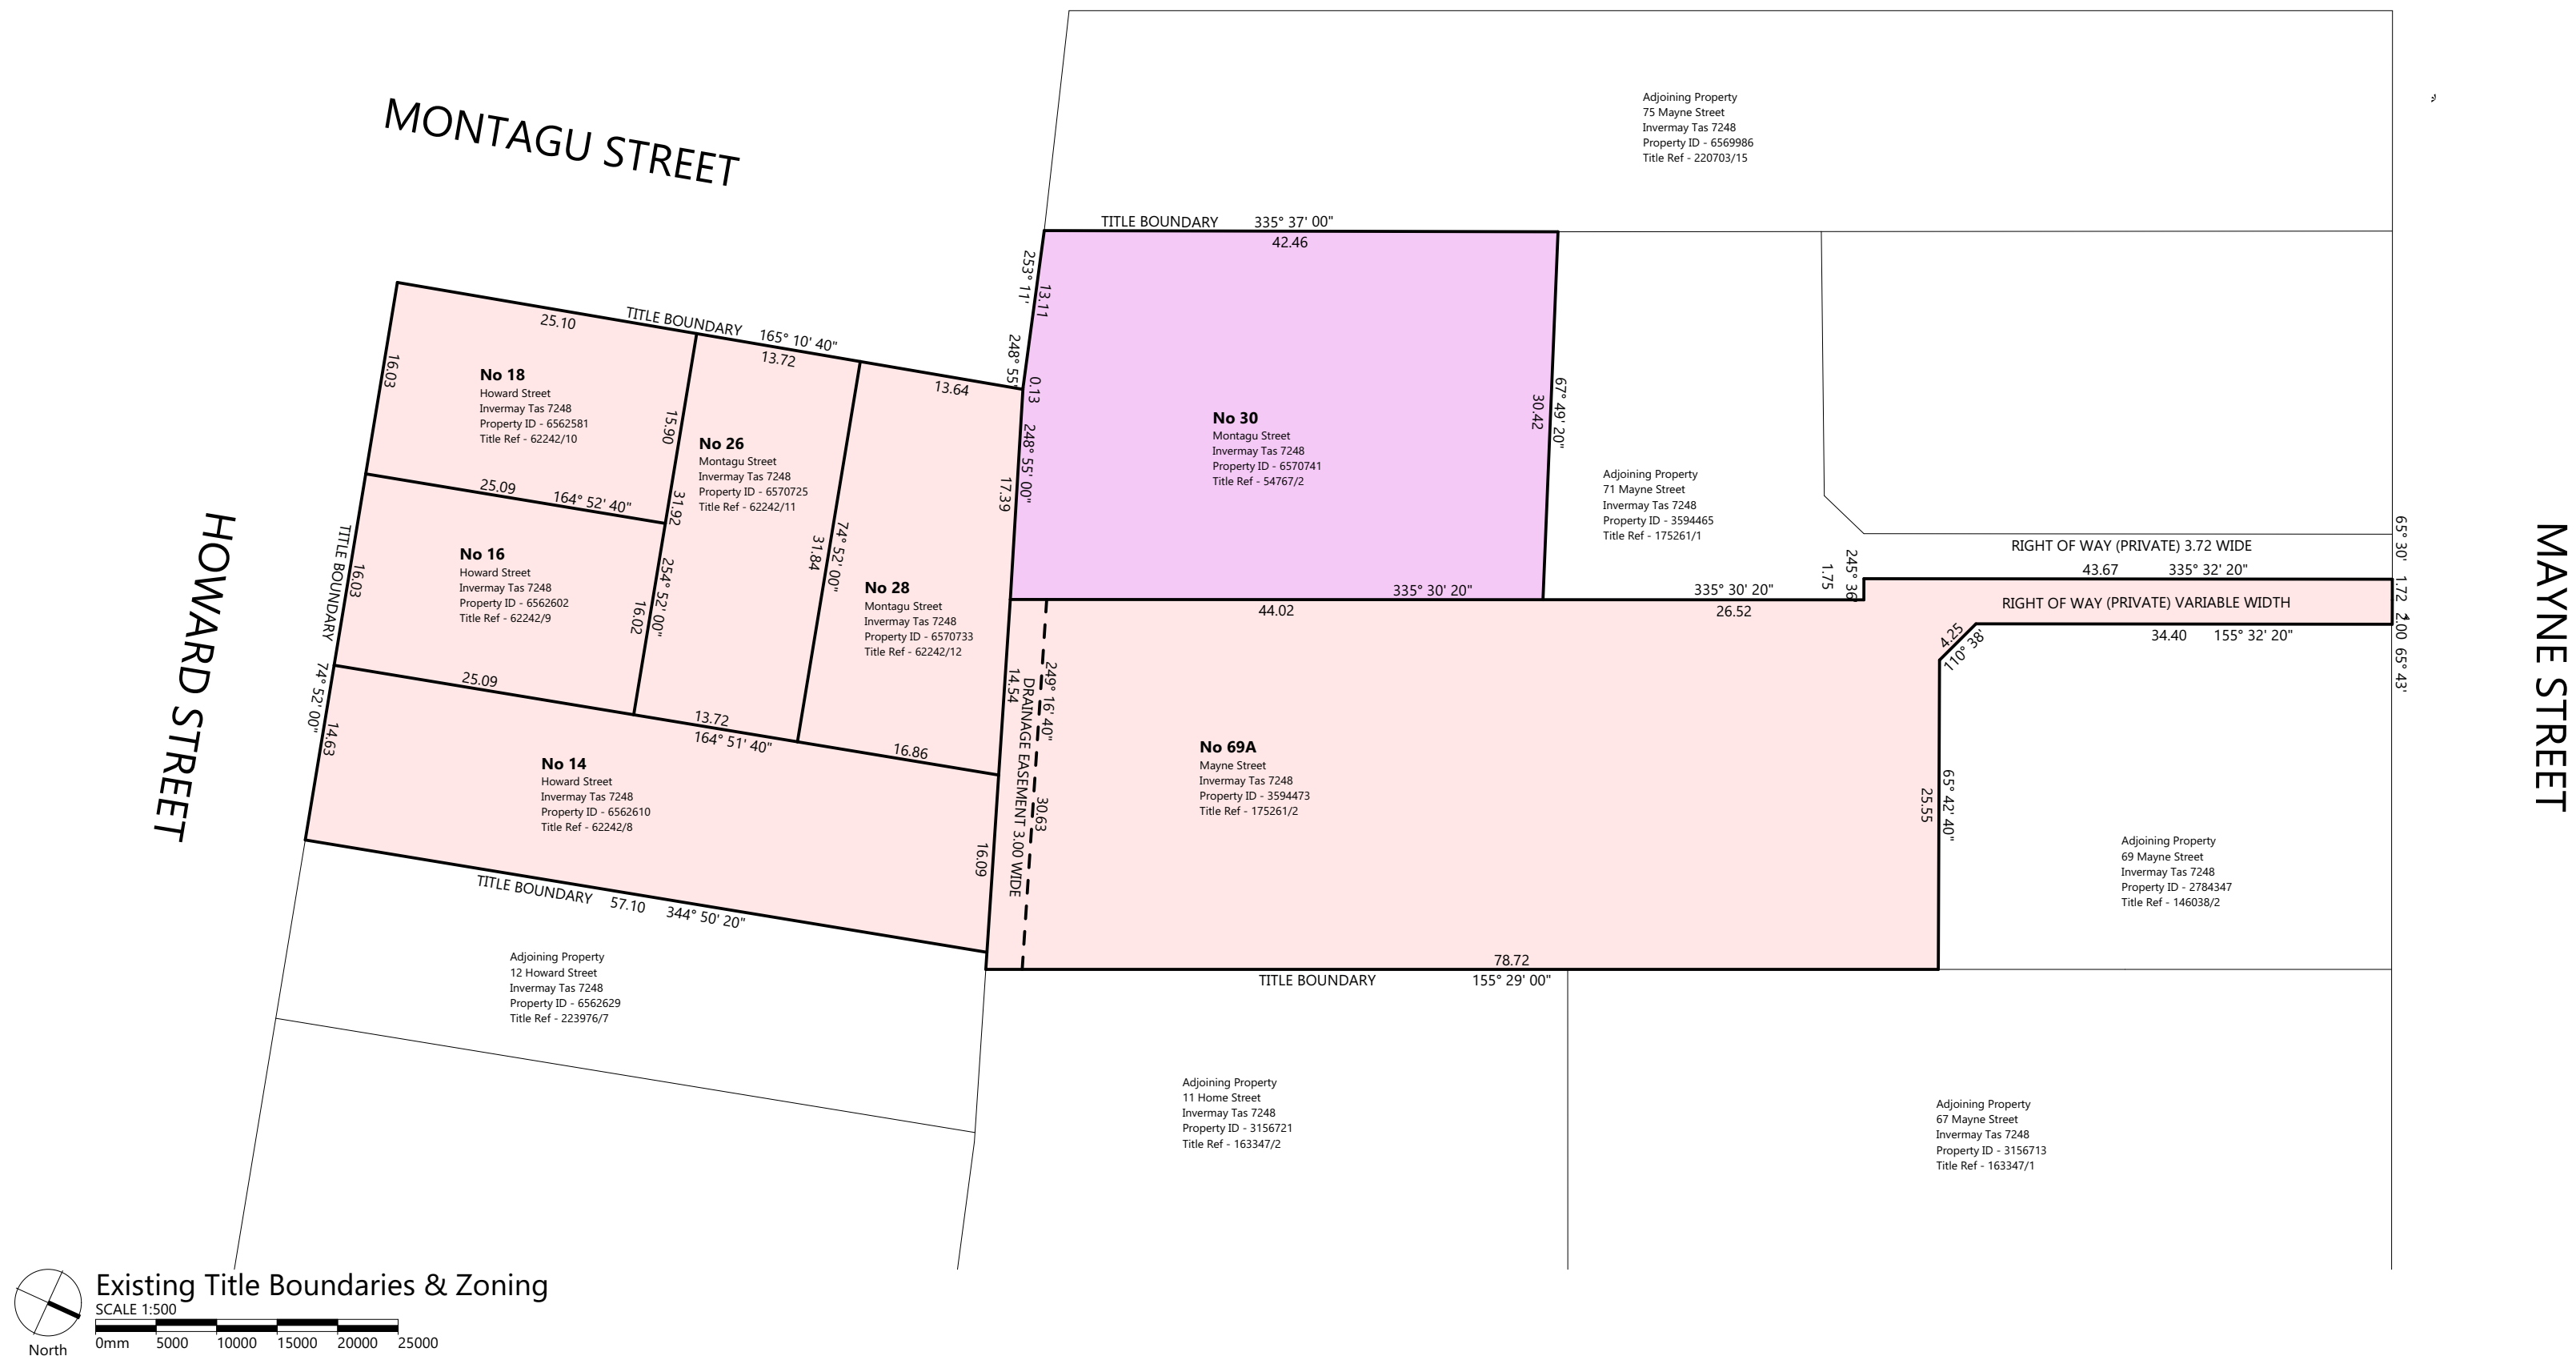 MONTAGU STREET
HOWARD STREET
MAYNE STREET
Adjoining Property
75 Mayne Street
Invermay Tas 7248
Property ID - 6569986
Title Ref - 220703/15
TITLE BOUNDARY 335° 37' 00"
42.46
253° 11'
13.11
248° 55'
0.13
248° 55' 00"
17.39
No 30
Montagu Street
Invermay Tas 7248
Property ID - 6570741
Title Ref - 54767/2
30.42
67° 49' 20"
335° 30' 20"
44.02
25.10
TITLE BOUNDARY 165° 10' 40"
13.72
13.64
16.03
No 18
Howard Street
Invermay Tas 7248
Property ID - 6562581
Title Ref - 62242/10
15.90
25.09 164° 52' 40"
No 26
Montagu Street
Invermay Tas 7248
Property ID - 6570725
Title Ref - 62242/11
31.92
254° 52' 00"
16.02
31.84
74° 52' 00"
No 16
Howard Street
Invermay Tas 7248
Property ID - 6562602
Title Ref - 62242/9
TITLE BOUNDARY
16.03
74° 52' 00"
14.63
No 28
Montagu Street
Invermay Tas 7248
Property ID - 6570733
Title Ref - 62242/12
25.09
13.72
164° 51' 40"
16.86
No 14
Howard Street
Invermay Tas 7248
Property ID - 6562610
Title Ref - 62242/8
16.09
TITLE BOUNDARY 57.10 344° 50' 20"
14.54
DRAINAGE EASEMENT 3.00 WIDE
249° 16' 40"
30.63
No 69A
Mayne Street
Invermay Tas 7248
Property ID - 3594473
Title Ref - 175261/2
Adjoining Property
71 Mayne Street
Invermay Tas 7248
Property ID - 3594465
Title Ref - 175261/1
335° 30' 20"
26.52
1.75
245° 36'
RIGHT OF WAY (PRIVATE) 3.72 WIDE
43.67 335° 32' 20"
RIGHT OF WAY (PRIVATE) VARIABLE WIDTH
34.40 155° 32' 20"
65° 30'
1.72
2.00
65° 43'
4.25
110° 38'
25.55
65° 42' 40"
Adjoining Property
69 Mayne Street
Invermay Tas 7248
Property ID - 2784347
Title Ref - 146038/2
78.72
TITLE BOUNDARY 155° 29' 00"
Adjoining Property
12 Howard Street
Invermay Tas 7248
Property ID - 6562629
Title Ref - 223976/7
Adjoining Property
11 Home Street
Invermay Tas 7248
Property ID - 3156721
Title Ref - 163347/2
Adjoining Property
67 Mayne Street
Invermay Tas 7248
Property ID - 3156713
Title Ref - 163347/1
North
Existing Title Boundaries & Zoning
SCALE 1:500
0mm 5000 10000 15000 20000 25000